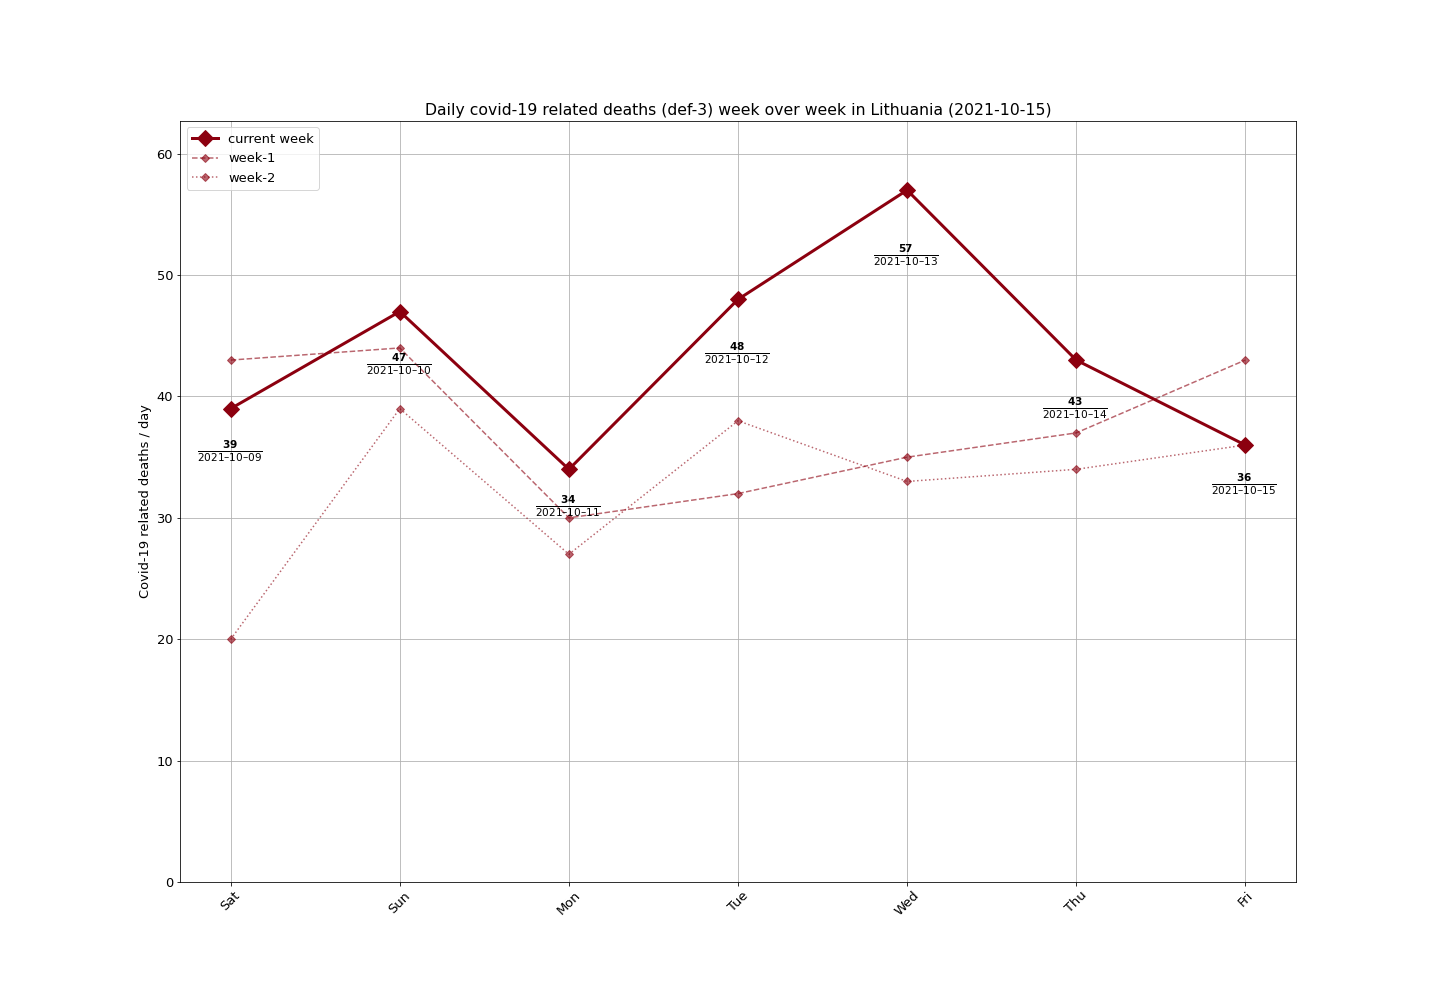 Daily covid-19 related deaths (def-3) week over week in Lithuania (2021-10-15)
current week
week-1
week-2
Covid-19 related deaths / day
60
50
40
30
20
10
0
39
2021–10–09
47
2021–10–10
34
2021–10–11
48
2021–10–12
57
2021–10–13
43
2021–10–14
36
2021–10–15
Sat
Sun
Mon
Tue
Wed
Thu
Fri